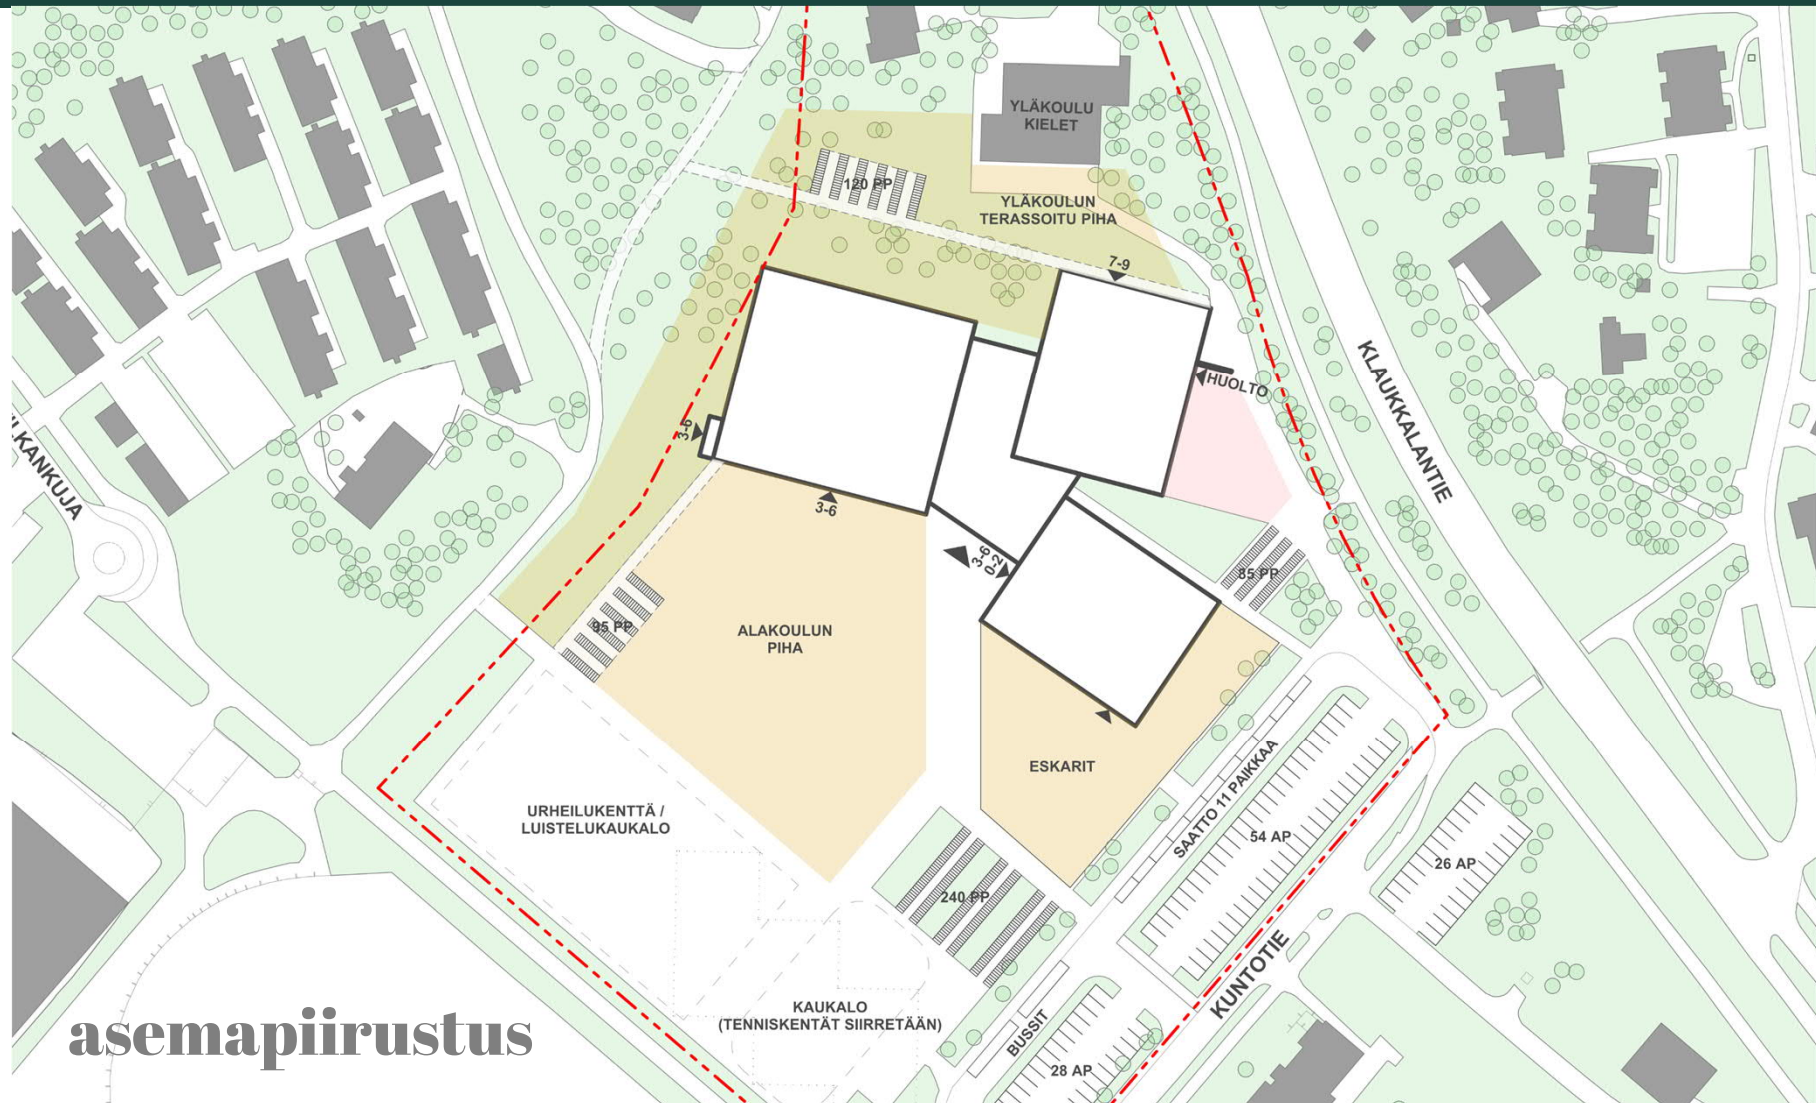 YLÄKOULU
KIELET
120 PP
YLÄKOULUN
TERASSOITU PIHA
7-9
HUOLTO
KLAUKKALANTIE
3-6
3-6
3-6
0-2
85 PP
95 PP
ALAKOULUN
PIHA
ESKARIT
SAATTO 11 PAIKKAA
54 AP
26 AP
URHEILUKENTTÄ /
LUISTELUKAUKALO
240 PP
KUNTOTIE
KAUKALO
(TENNISKENTÄT SIIRRETÄÄN)
BUSSIT
28 AP
asemapiirustus